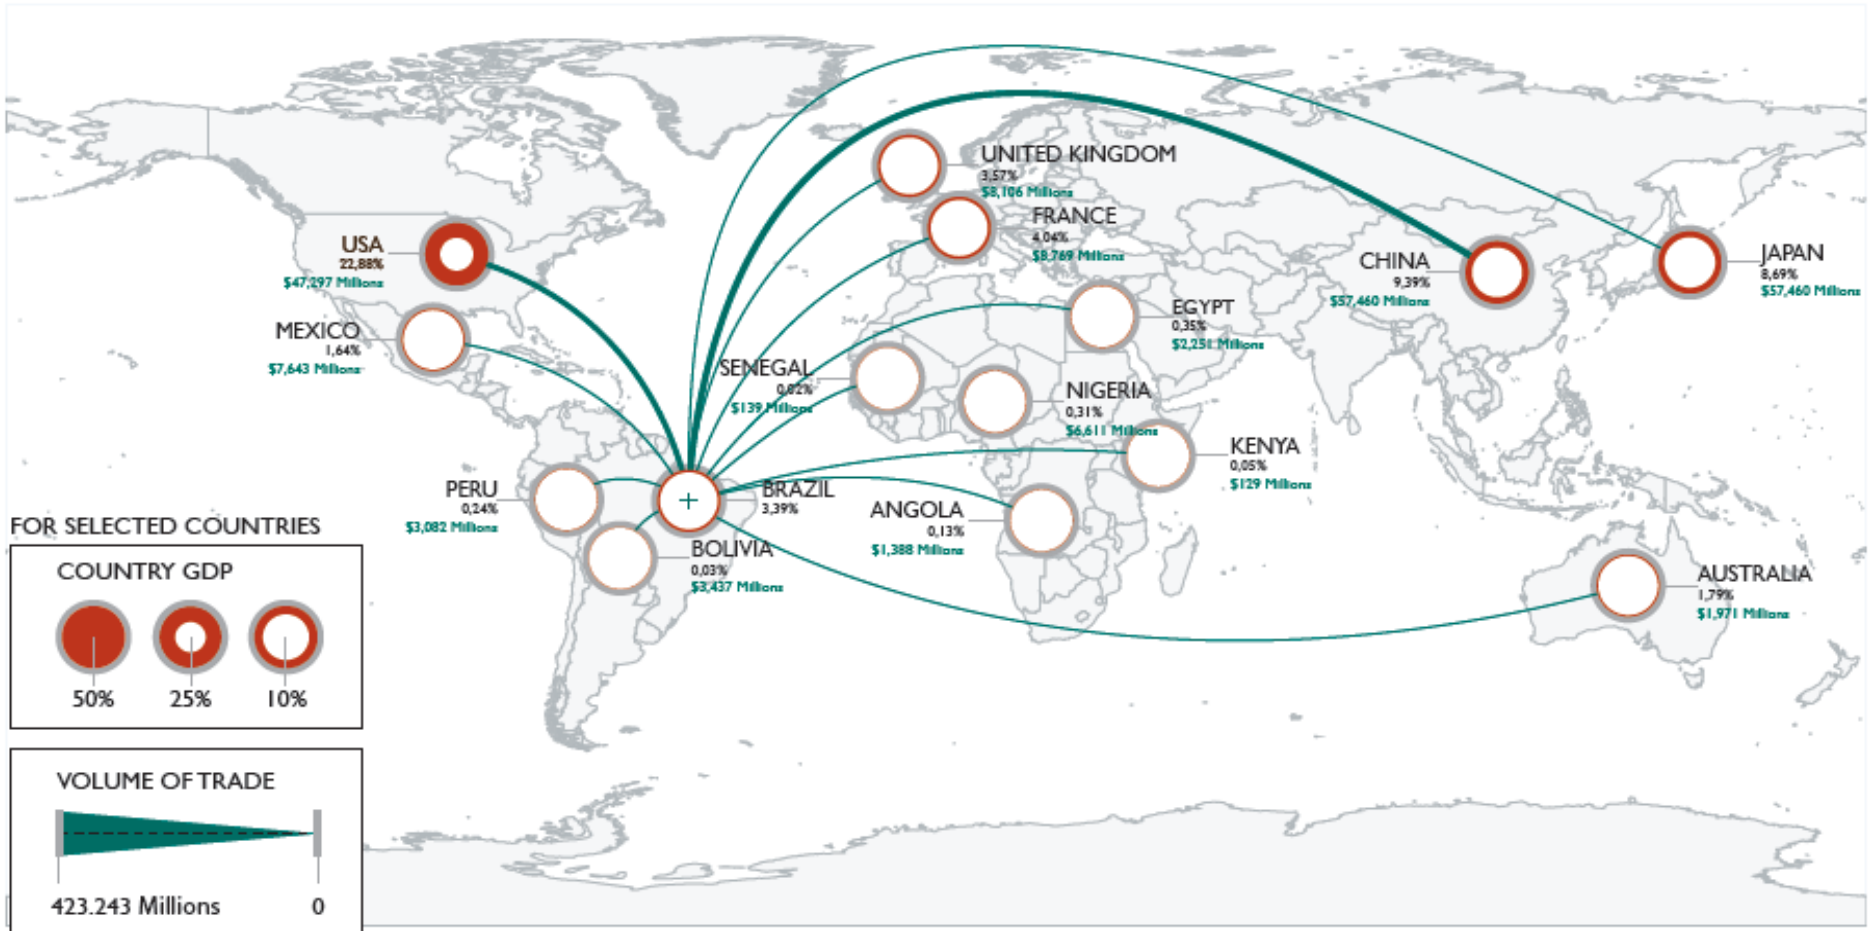 UNITED KINGDOM
3,57%
$8,106 Millions
FRANCE
4,04%
$8,769 Millions
USA
22,88%
$47,297 Millions
CHINA
9,39%
$57,460 Millions
JAPAN
8,69%
$57,460 Millions
MEXICO
1,64%
$7,643 Millions
EGYPT
0,35%
$2,251 Millions
SENEGAL
0,02%
$139 Millions
NIGERIA
0,31%
$6,611 Millions
KENYA
0,05%
$129 Millions
PERU
0,24%
$3,082 Millions
BRAZIL
3,39%
ANGOLA
0,13%
$1,388 Millions
BOLIVIA
0,03%
$3,437 Millions
AUSTRALIA
1,79%
$1,971 Millions
FOR SELECTED COUNTRIES
COUNTRY GDP
50% 25% 10%
VOLUME OF TRADE
423.243 Millions 0